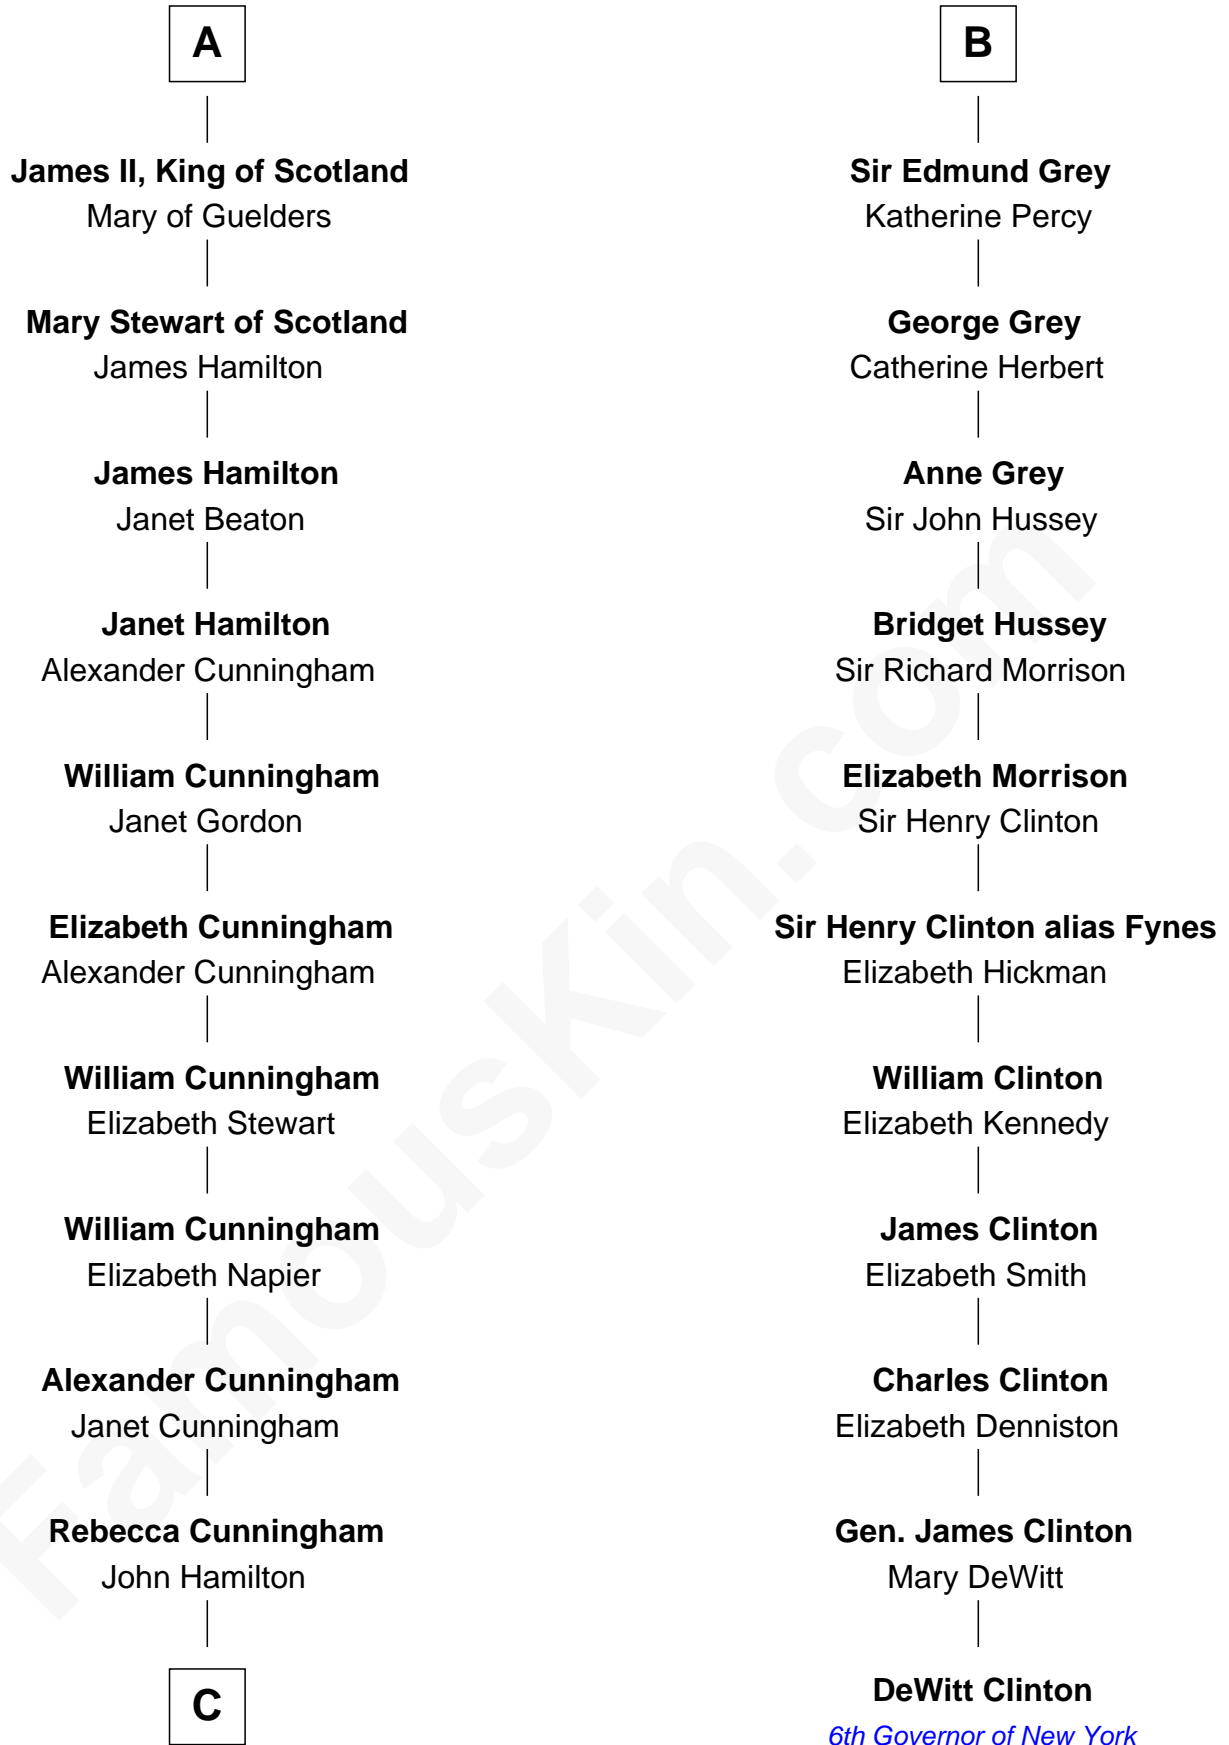 A
James II, King of Scotland
Mary of Guelders
Mary Stewart of Scotland
James Hamilton
James Hamilton
Janet Beaton
Janet Hamilton
Alexander Cunningham
William Cunningham
Janet Gordon
Elizabeth Cunningham
Alexander Cunningham
William Cunningham
Elizabeth Stewart
William Cunningham
Elizabeth Napier
Alexander Cunningham
Janet Cunningham
Rebecca Cunningham
John Hamilton
C
B
Sir Edmund Grey
Katherine Percy
George Grey
Catherine Herbert
Anne Grey
Sir John Hussey
Bridget Hussey
Sir Richard Morrison
Elizabeth Morrison
Sir Henry Clinton
Sir Henry Clinton alias Fynes
Elizabeth Hickman
William Clinton
Elizabeth Kennedy
James Clinton
Elizabeth Smith
Charles Clinton
Elizabeth Denniston
Gen. James Clinton
Mary DeWitt
DeWitt Clinton
6th Governor of New York
FamousKin.com